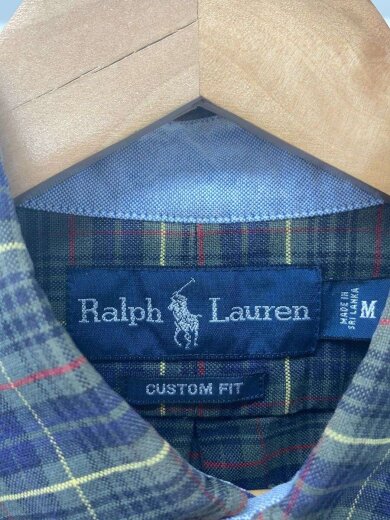 Ralph Lauren
MADE IN
SRI LANKA
M
CUSTOM FIT